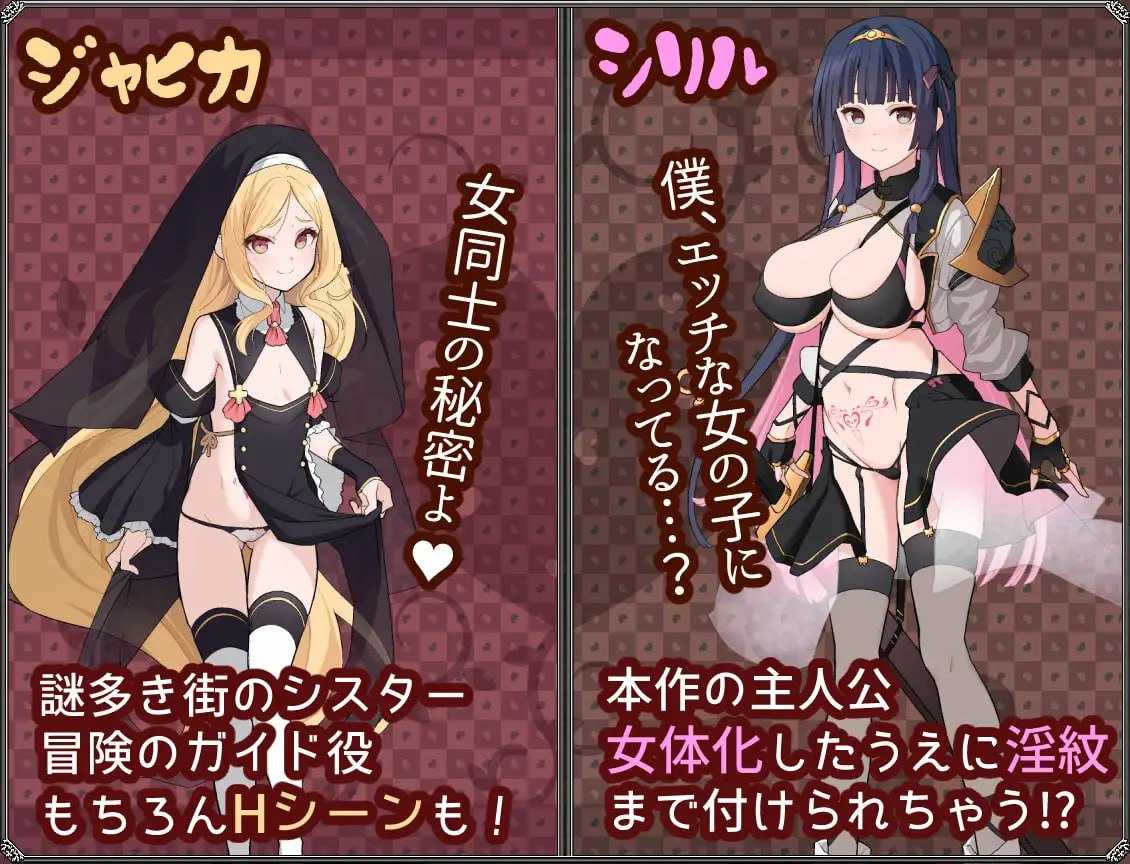 ジャヒカ
女同士の秘密よ♥
謎多き街のシスター
冒険のガイド役
もちろんHシーンも！
シリル
僕、エッチな女の子に
なってる…？
本作の主人公
女体化したうえに淫紋
まで付けられちゃう!?